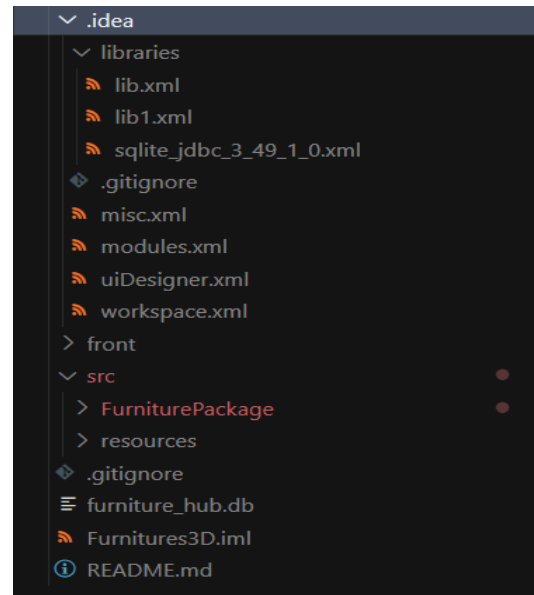 .idea
libraries
lib.xml
lib1.xml
sqlite_jdbc_3_49_1_0.xml
.gitignore
misc.xml
modules.xml
uiDesigner.xml
workspace.xml
front
src
FurniturePackage
resources
.gitignore
furniture_hub.db
Furnitures3D.iml
README.md